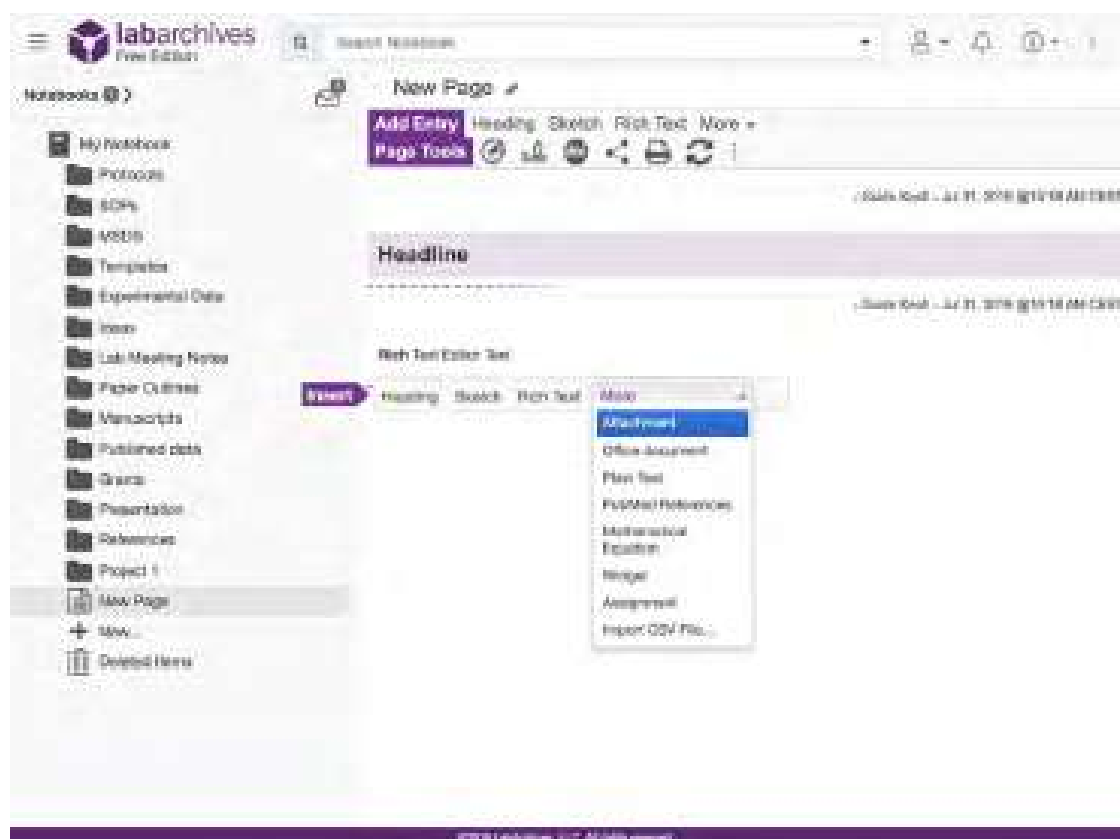 labarchives
Free Edition
Search Notebook
Notebooks
New Page
My Notebook
Add Entry Heading Sketch Rich Text More
Page Tools
Protocols
SOPs
MSDS
Templates
Headline
Experimental Data
Ideas
Lab Meeting Notes
Rich Text Editor Text
Paper Outlines
Insert Heading Sketch Rich Text More
Manuscripts
Attachment
Published data
Office document
Grants
Plain Text
Presentation
PubMed References
References
Mathematical
Equation
Project 1
Widget
New Page
Assignment
New...
Import CSV File...
Deleted Items